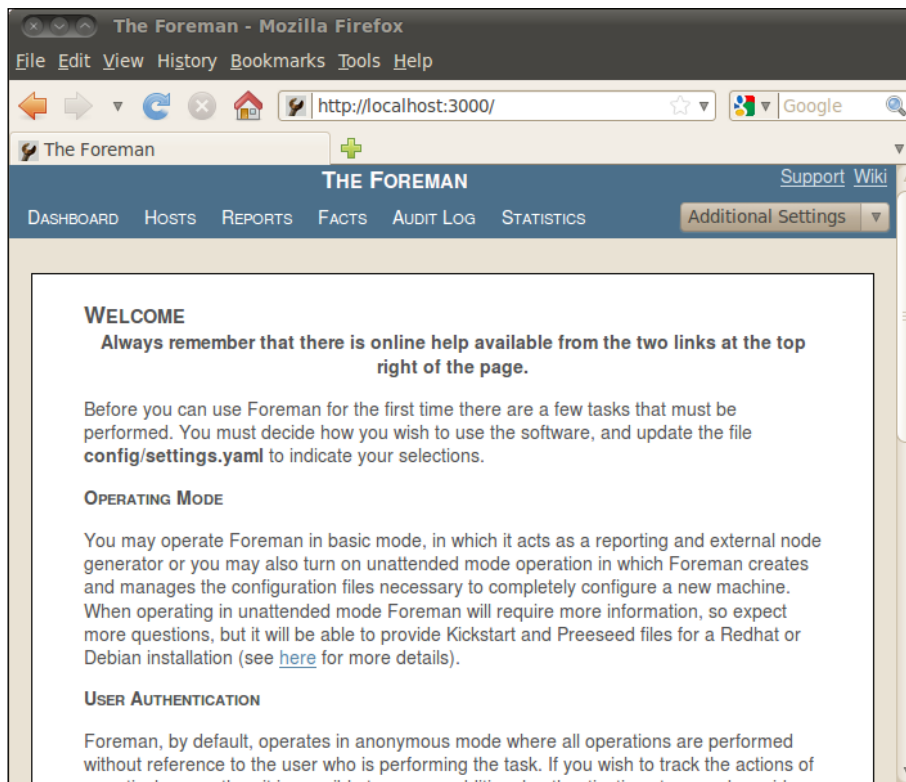 The Foreman - Mozilla Firefox
File Edit View History Bookmarks Tools Help
http://localhost:3000/
Google
The Foreman
THE FOREMAN
Support Wiki
DASHBOARD HOSTS REPORTS FACTS AUDIT LOG STATISTICS
Additional Settings
WELCOME
Always remember that there is online help available from the two links at the top
right of the page.
Before you can use Foreman for the first time there are a few tasks that must be
performed. You must decide how you wish to use the software, and update the file
config/settings.yaml to indicate your selections.
OPERATING MODE
You may operate Foreman in basic mode, in which it acts as a reporting and external node
generator or you may also turn on unattended mode operation in which Foreman creates
and manages the configuration files necessary to completely configure a new machine.
When operating in unattended mode Foreman will require more information, so expect
more questions, but it will be able to provide Kickstart and Preeseed files for a Redhat or
Debian installation (see here for more details).
USER AUTHENTICATION
Foreman, by default, operates in anonymous mode where all operations are performed
without reference to the user who is performing the task. If you wish to track the actions of